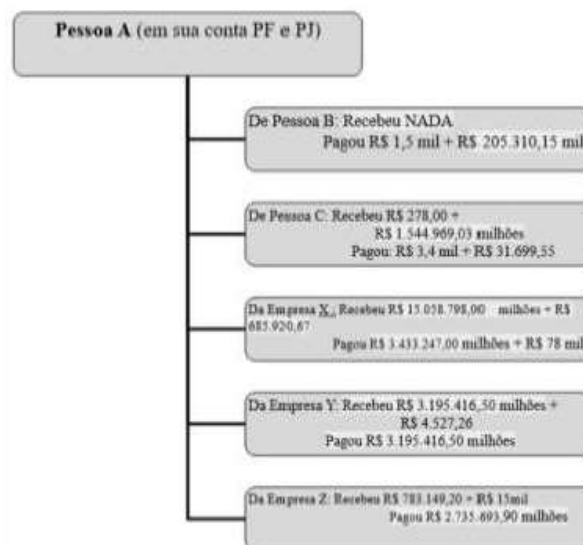 Pessoa A (em sua conta PF e PJ)
De Pessoa B: Recebeu NADA
Pagou R$ 1,5 mil + R$ 205.310,15 mil
De Pessoa C: Recebeu R$ 278,00 +
R$ 1.544.969,03 milhões
Pagou: R$ 3,4 mil + R$ 31.699,55
Da Empresa X.: Recebeu R$ 15.058.798,00 milhões + R$
685.920,67
Pagou R$ 3.433.247,00 milhões + R$ 78 mil
Da Empresa Y: Recebeu R$ 3.195.416,50 milhões +
R$ 4.527,26
Pagou R$ 3.195.416,50 milhões
Da Empresa Z: Recebeu R$ 783.149,20 + R$ 15mil
Pagou R$ 2.735.693,90 milhões